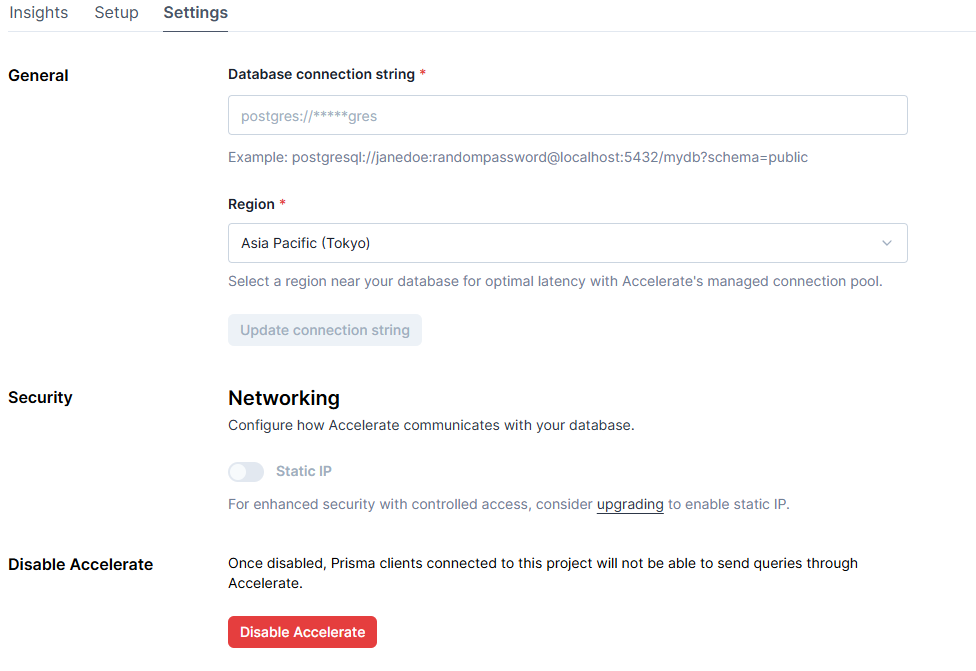 Insights Setup Settings
General
Database connection string *
postgres://*****gres
Example: postgresql://janedoe:randompassword@localhost:5432/mydb?schema=public
Region *
Asia Pacific (Tokyo)
Select a region near your database for optimal latency with Accelerate's managed connection pool.
Update connection string
Security
Networking
Configure how Accelerate communicates with your database.
Static IP
For enhanced security with controlled access, consider upgrading to enable static IP.
Disable Accelerate
Once disabled, Prisma clients connected to this project will not be able to send queries through
Accelerate.
Disable Accelerate